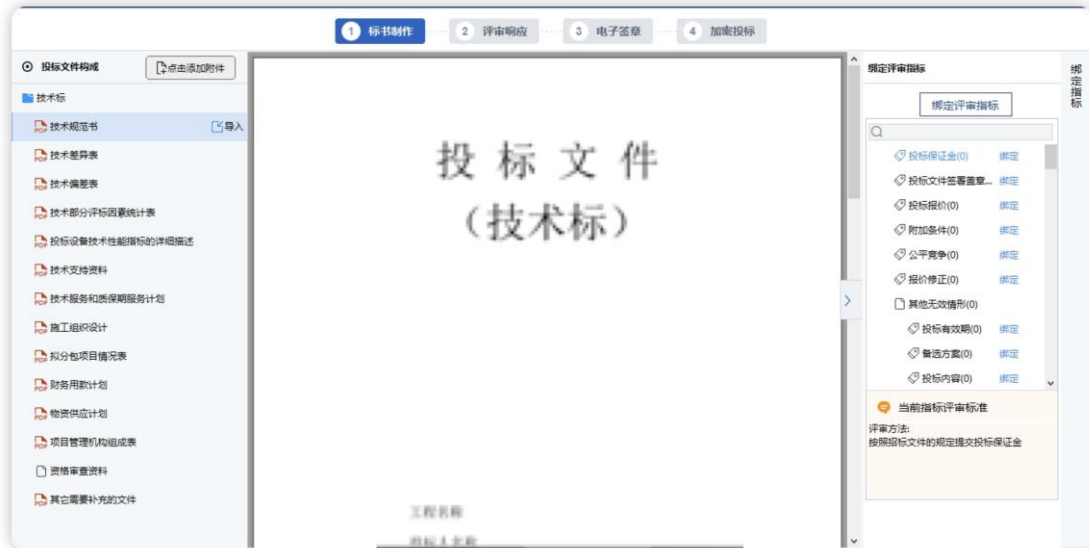 1 标书制作
2 评审响应
3 电子签章
4 加密投标
投标文件构成
点击添加附件
技术标
技术规范书
导入
技术差异表
技术偏差表
技术部分评标因素统计表
投标设备技术性能指标的详细描述
技术支持资料
技术服务和质保期服务计划
施工组织设计
拟分包项目情况表
财务用款计划
物资供应计划
项目管理机构组成表
资格审查资料
其它需要补充的文件
投 标 文 件
（技术标）
工程名称
投标人名称
绑定评审指标
绑定评审指标
投标保证金(0) 绑定
投标文件签署盖章... 绑定
投标报价(0) 绑定
附加条件(0) 绑定
公平竞争(0) 绑定
报价修正(0) 绑定
其他无效情形(0)
投标有效期(0) 绑定
备选方案(0) 绑定
投标内容(0) 绑定
当前指标评审标准
评审方法:
按照招标文件的规定提交投标保证金
绑定指标